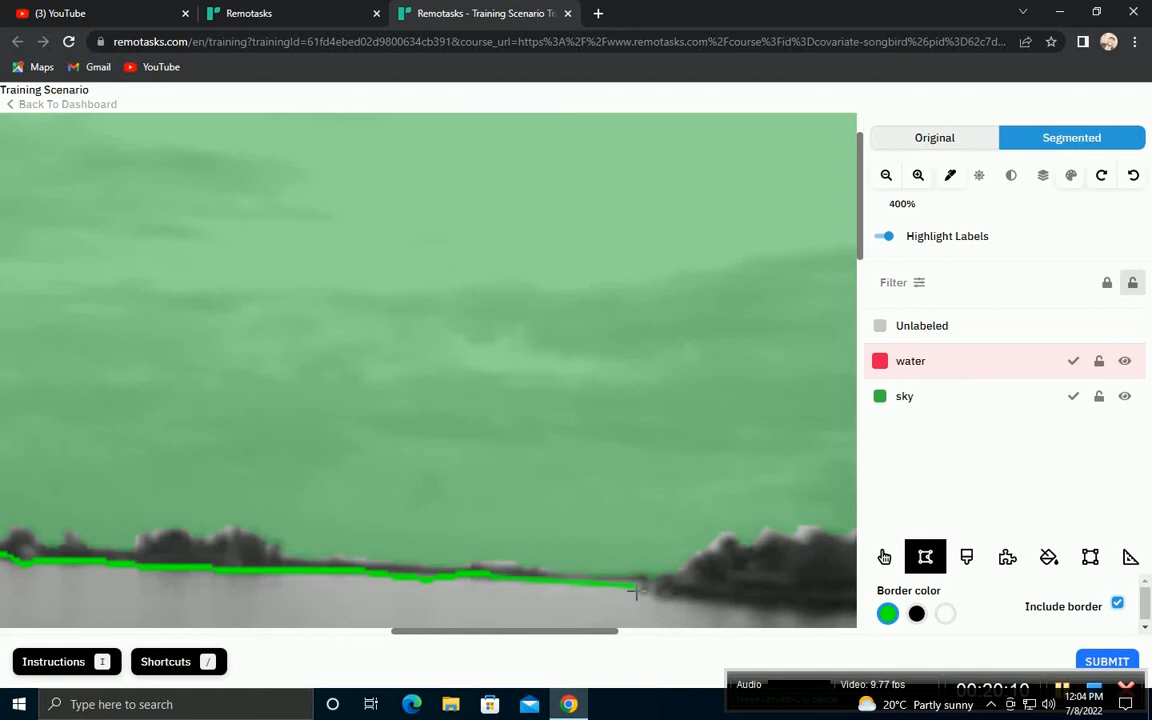 (3) YouTube
Remotasks
Remotasks - Training Scenario Tr
remotasks.com/en/training?trainingId=61fd4ebed02d9800634cb391&course_url=https%3A%2F%2Fwww.remotasks.com%2Fcourse%3Fid%3Dcovariate-songbird%26pid%3D62c7d...
Maps
Gmail
YouTube
Training Scenario
Back To Dashboard
Original
Segmented
400%
Highlight Labels
Filter
Unlabeled
water
sky
Border color
Include border
Instructions I
Shortcuts /
SUBMIT
Audio
Video: 9.77 fps
00:20:10
Type here to search
20°C Partly sunny
12:04 PM
7/8/2022